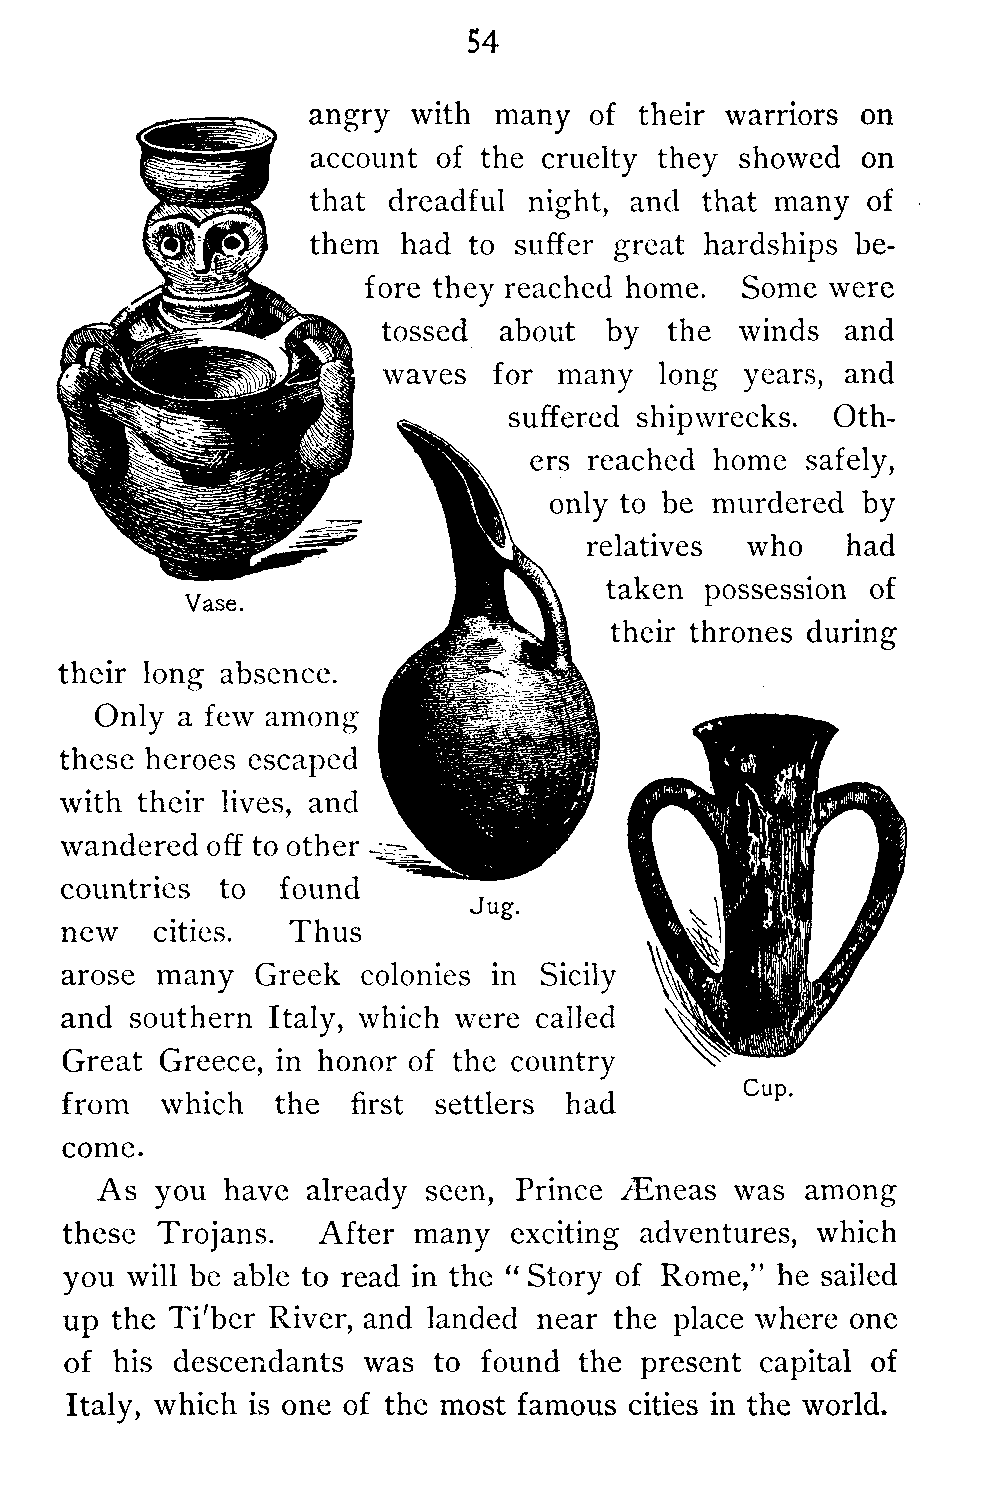 54
angry with many of their warriors on
account of the cruelty they showed on
that dreadful night, and that many of
them had to suffer great hardships be-
fore they reached home. Some were
tossed about by the winds and
waves for many long years, and
suffered shipwrecks. Oth-
ers reached home safely,
only to be murdered by
relatives who had
taken possession of
their thrones during
Vase.
their long absence.
Only a few among
these heroes escaped
with their lives, and
wandered off to other
countries to found
new cities. Thus
Jug.
arose many Greek colonies in Sicily
and southern Italy, which were called
Great Greece, in honor of the country
from which the first settlers had
come.
Cup.
As you have already seen, Prince Æneas was among
these Trojans. After many exciting adventures, which
you will be able to read in the “Story of Rome,” he sailed
up the Ti′ber River, and landed near the place where one
of his descendants was to found the present capital of
Italy, which is one of the most famous cities in the world.